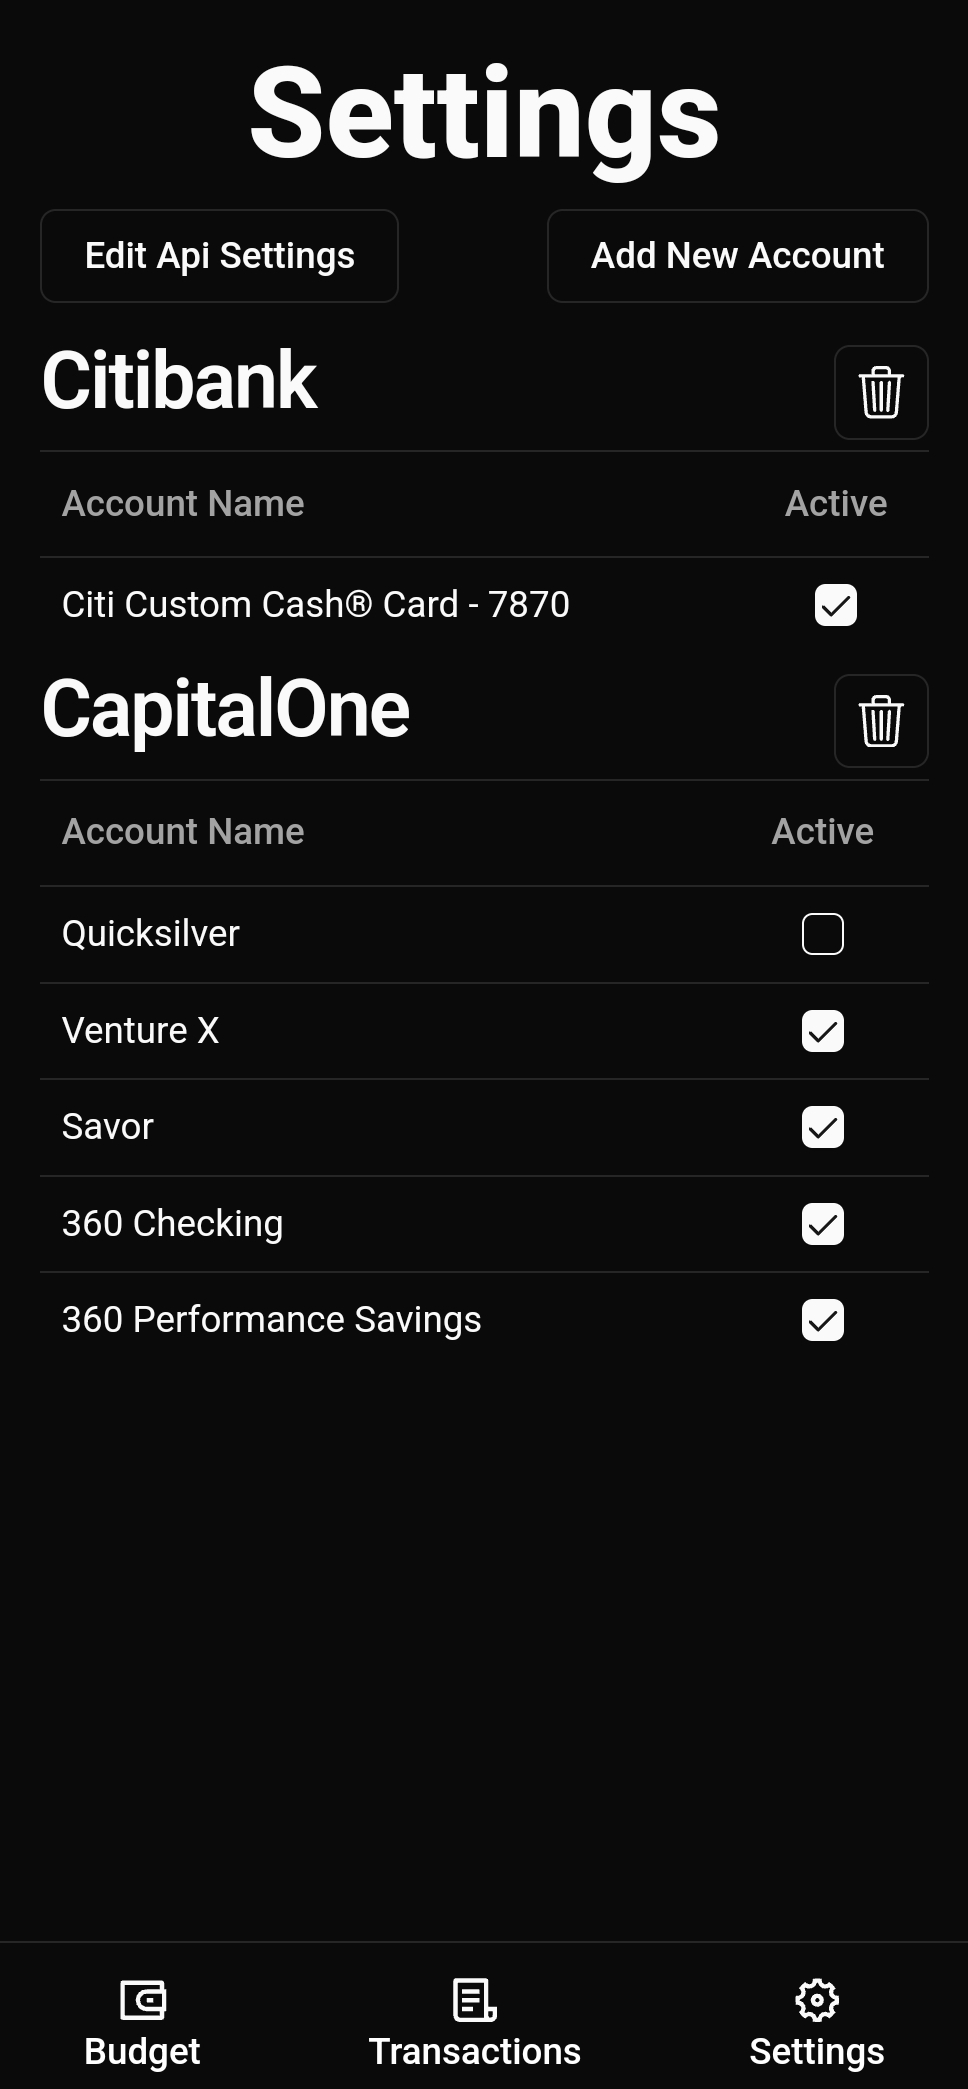 Settings
Edit Api Settings Add New Account
Citibank
Account Name Active
Citi Custom Cash® Card - 7870
CapitalOne
Account Name Active
Quicksilver
Venture X
Savor
360 Checking
360 Performance Savings
Budget Transactions Settings